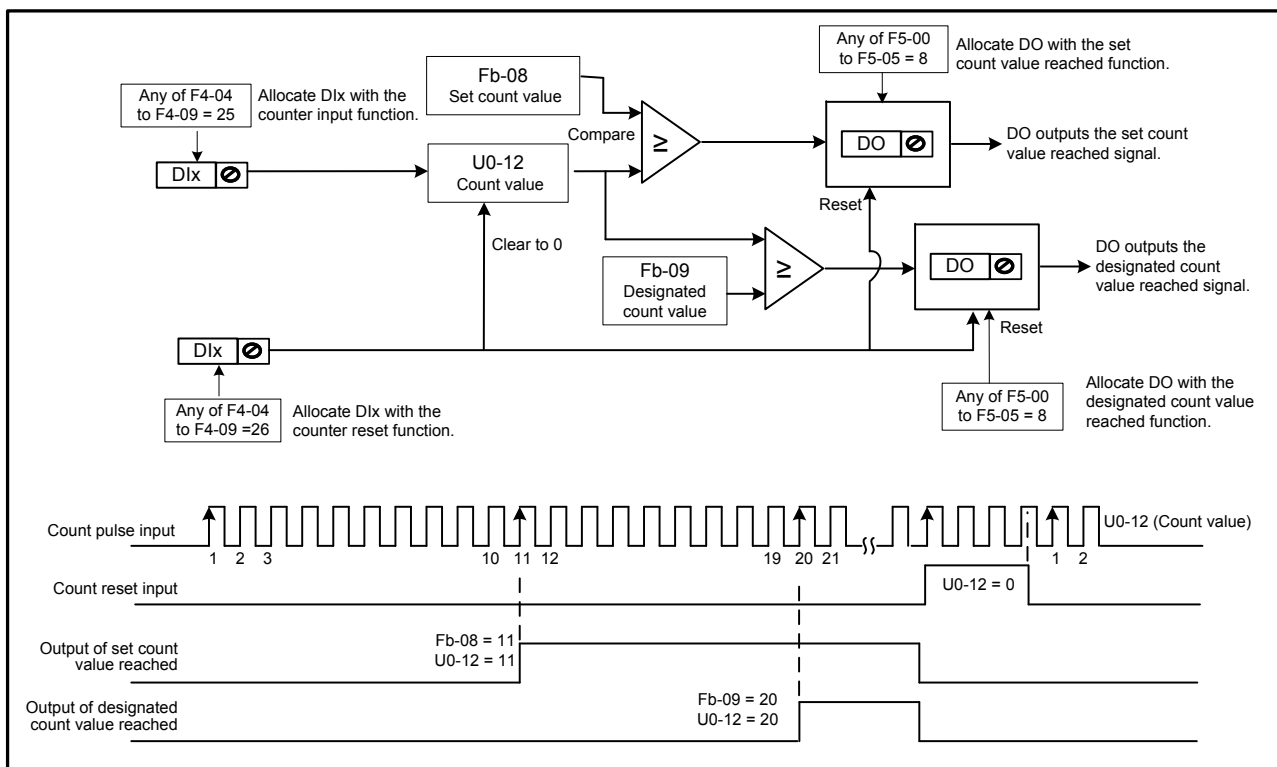 Any of F5-00
to F5-05 = 8
Allocate DO with the set
count value reached function.
Fb-08
Set count value
Any of F4-04
to F4-09 = 25
Allocate DIx with the
counter input function.
Compare
≥
DO
DO outputs the set count
value reached signal.
DIx
U0-12
Count value
Reset
Clear to 0
Fb-09
Designated
count value
≥
DO
DO outputs the
designated count
value reached signal.
Reset
DIx
Any of F4-04
to F4-09 =26
Allocate DIx with the
counter reset function.
Any of F5-00
to F5-05 = 8
Allocate DO with the
designated count value
reached function.
Count pulse input
U0-12 (Count value)
1 2 3 10 11 12 19 20 21 1 2
Count reset input
U0-12 = 0
Output of set count
value reached
Fb-08 = 11
U0-12 = 11
Output of designated
count value reached
Fb-09 = 20
U0-12 = 20